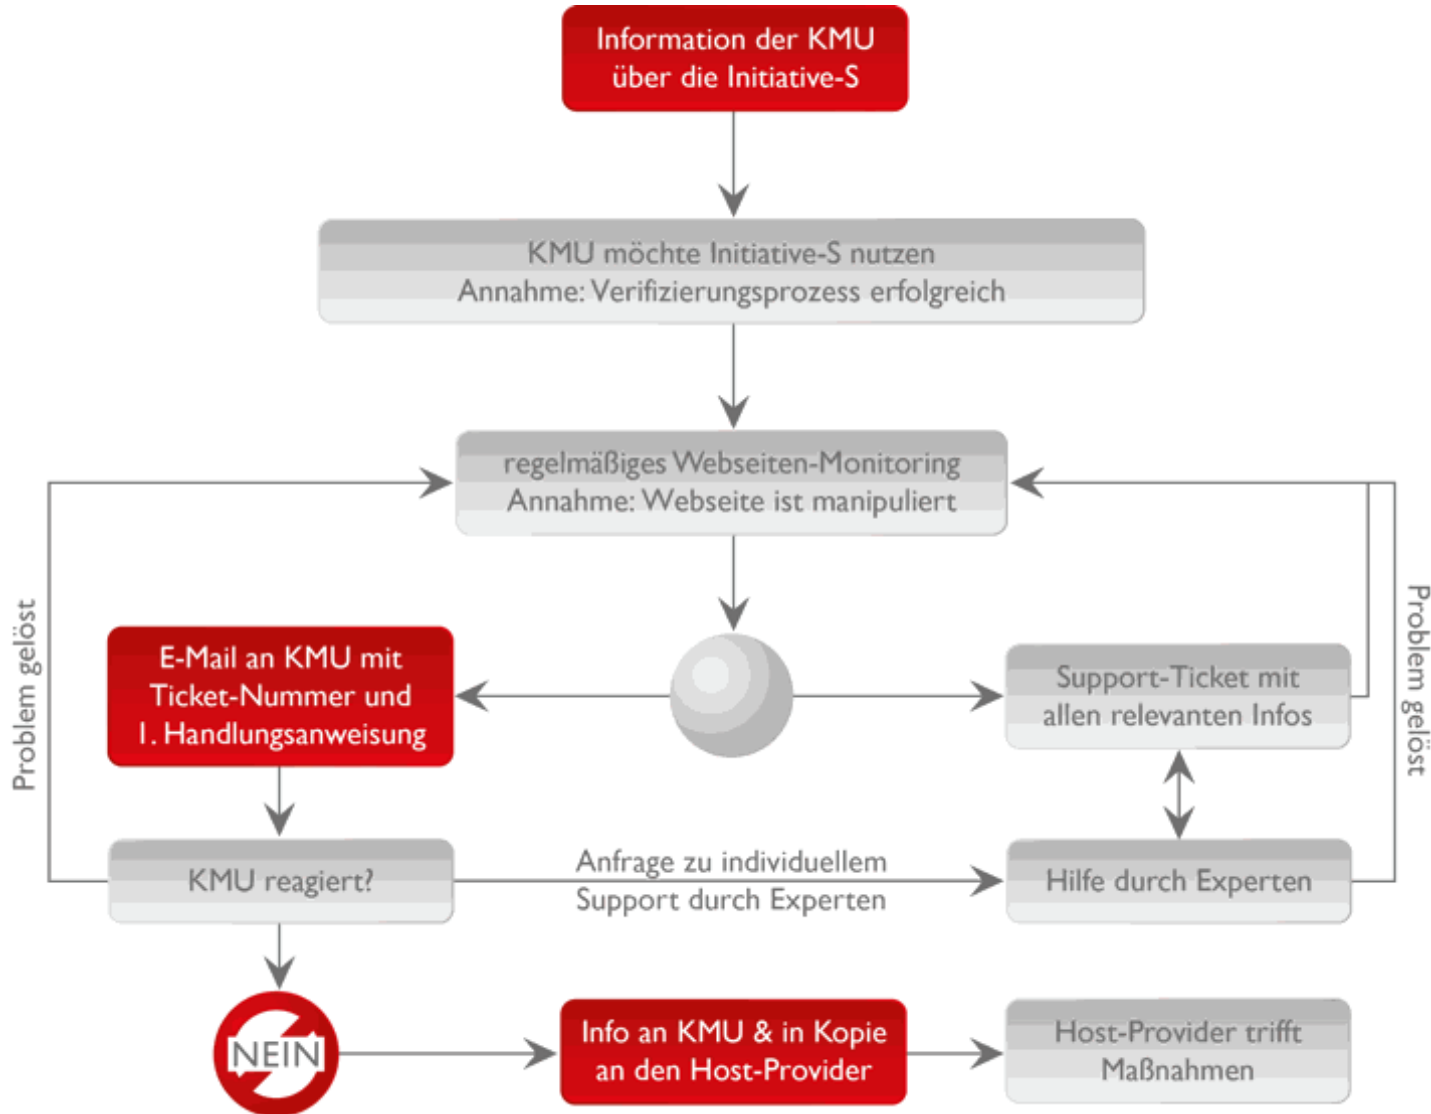 Information der KMU
über die Initiative-S
KMU möchte Initiative-S nutzen
Annahme: Verifizierungsprozess erfolgreich
regelmäßiges Webseiten-Monitoring
Annahme: Webseite ist manipuliert
Problem gelöst
E-Mail an KMU mit
Ticket-Nummer und
1. Handlungsanweisung
Support-Ticket mit
allen relevanten Infos
Problem gelöst
KMU reagiert?
Anfrage zu individuellem
Support durch Experten
Hilfe durch Experten
NEIN
Info an KMU & in Kopie
an den Host-Provider
Host-Provider trifft
Maßnahmen